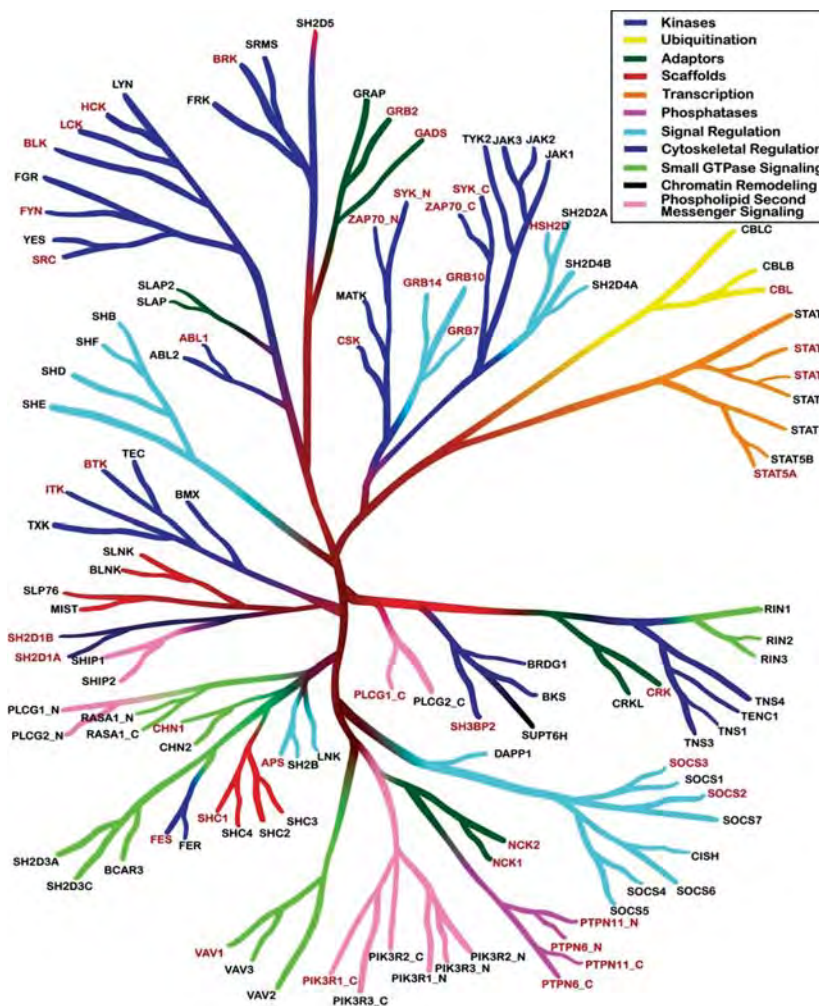 SH2D5
SRMS
BRK
LYN
HCK
LCK
BLK
FRK
FGR
FYN
YES
SRC
GRAP
GRB2
GADS
TYK2
JAK3
JAK2
JAK1
SYK_N
SYK_C
ZAP70_N
ZAP70_C
HSH2D
SH2D2A
SH2D4B
SH2D4A
Kinases
Ubiquitination
Adaptors
Scaffolds
Transcription
Phosphatases
Signal Regulation
Cytoskeletal Regulation
Small GTPase Signaling
Chromatin Remodeling
Phospholipid Second
Messenger Signaling
CBLC
CBLB
CBL
STAT
STAT
STAT
STAT
STAT
STAT5B
STAT5A
SLAP2
SLAP
ABL1
ABL2
MATK
CSK
GRB14
GRB10
GRB7
SHB
SHF
SHD
SHE
TEC
BTK
ITK
BMX
TXK
SLNK
BLNK
SLP76
MIST
SH2D1B
SH2D1A
SHIP1
SHIP2
PLCG1_N
PLCG2_N
RASA1_N
RASA1_C
CHN1
CHN2
APS
SH2B
LNK
PLCG1_C
PLCG2_C
SH3BP2
BRDG1
BKS
SUPT6H
CRKL
CRK
RIN1
RIN2
RIN3
TNS4
TENC1
TNS1
TNS3
DAPP1
SOCS3
SOCS1
SOCS2
SOCS7
CISH
SOCS6
SOCS4
SOCS5
SHC1
SHC4
SHC2
SHC3
FES
FER
SH2D3A
SH2D3C
BCAR3
NCK2
NCK1
VAV1
VAV3
VAV2
PIK3R1_C
PIK3R3_C
PIK3R2_C
PIK3R1_N
PIK3R3_N
PIK3R2_N
PTPN11_N
PTPN6_N
PTPN11_C
PTPN6_C